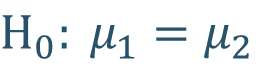 H₀: μ₁ = μ₂